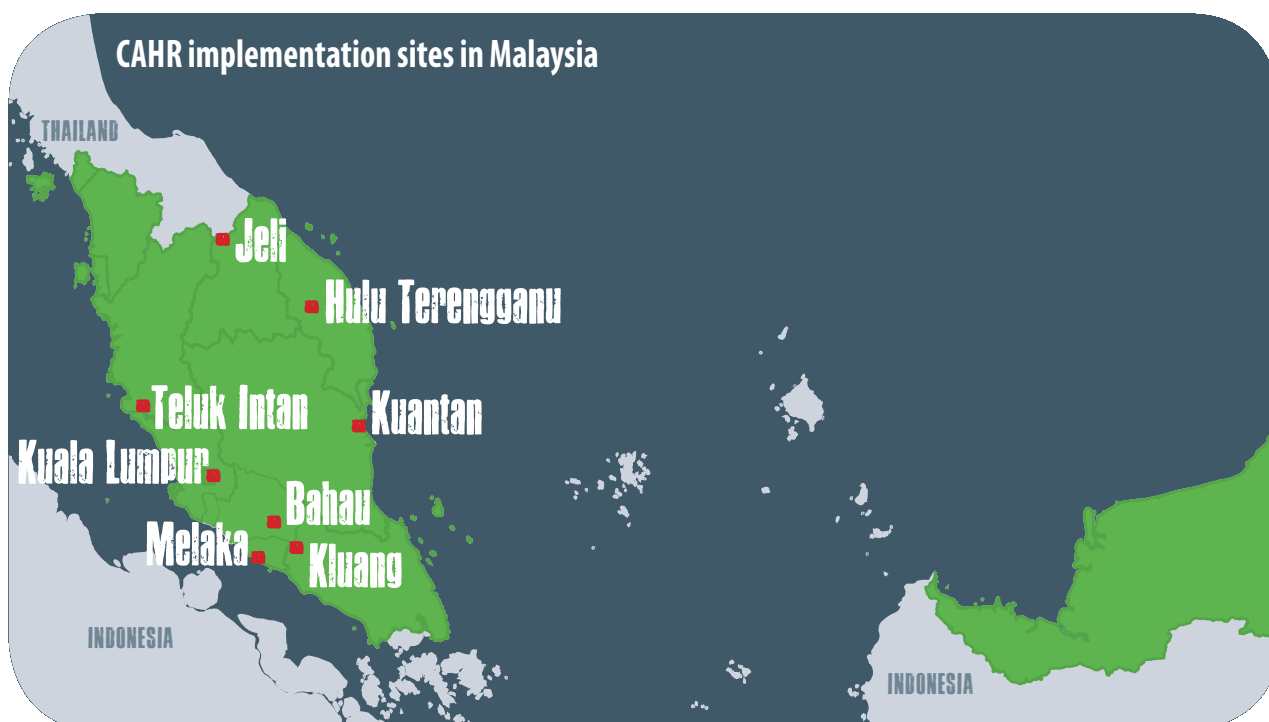 CAHR implementation sites in Malaysia
THAILAND
Jeli
Hulu Terengganu
Teluk Intan
Kuantan
Kuala Lumpur
Bahau
Melaka
Kluang
INDONESIA
INDONESIA